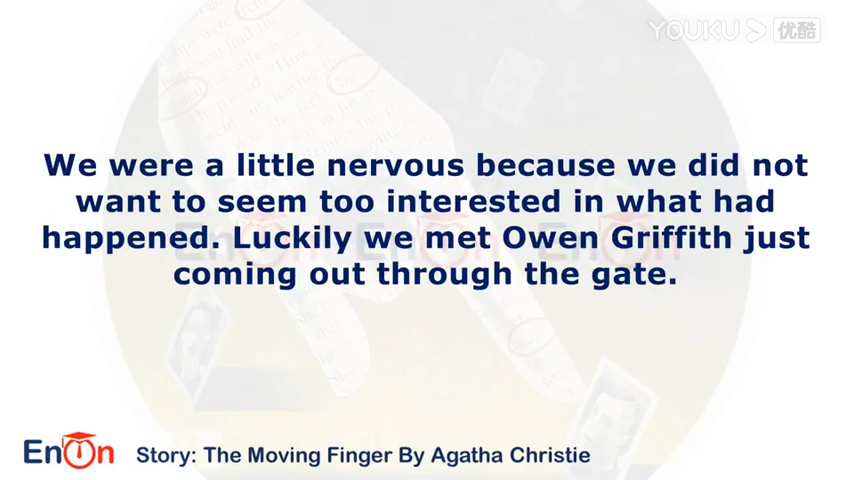 YOUKU 优酷
We were a little nervous because we did not
want to seem too interested in what had
happened. Luckily we met Owen Griffith just
coming out through the gate.
EnOn
Story: The Moving Finger By Agatha Christie